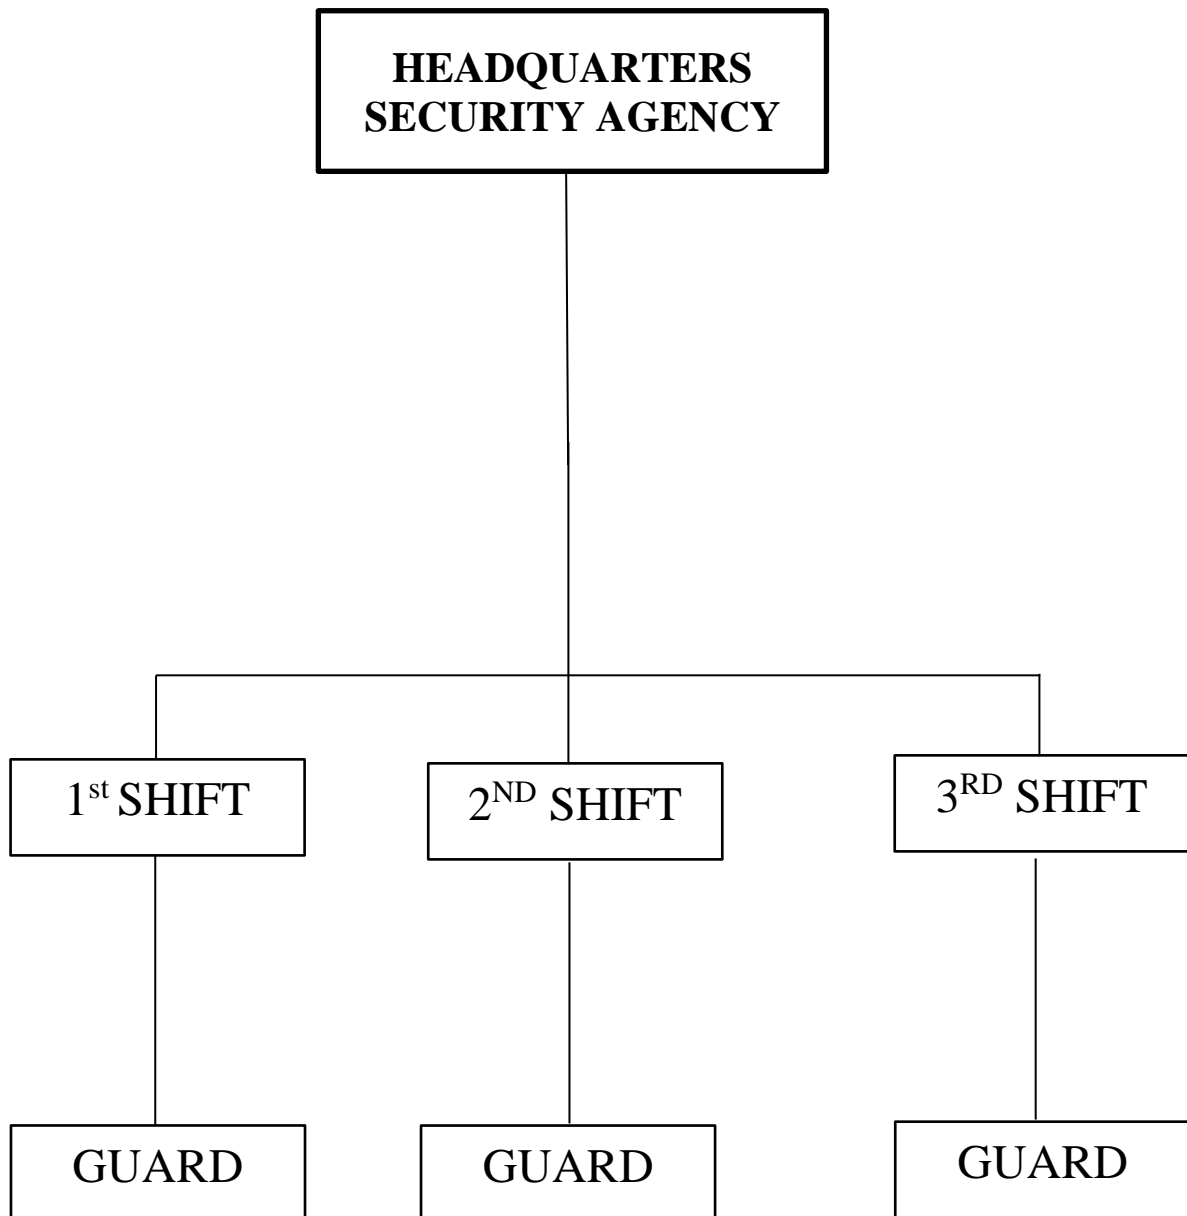 HEADQUARTERS
SECURITY AGENCY
1st SHIFT
2ND SHIFT
3RD SHIFT
GUARD
GUARD
GUARD